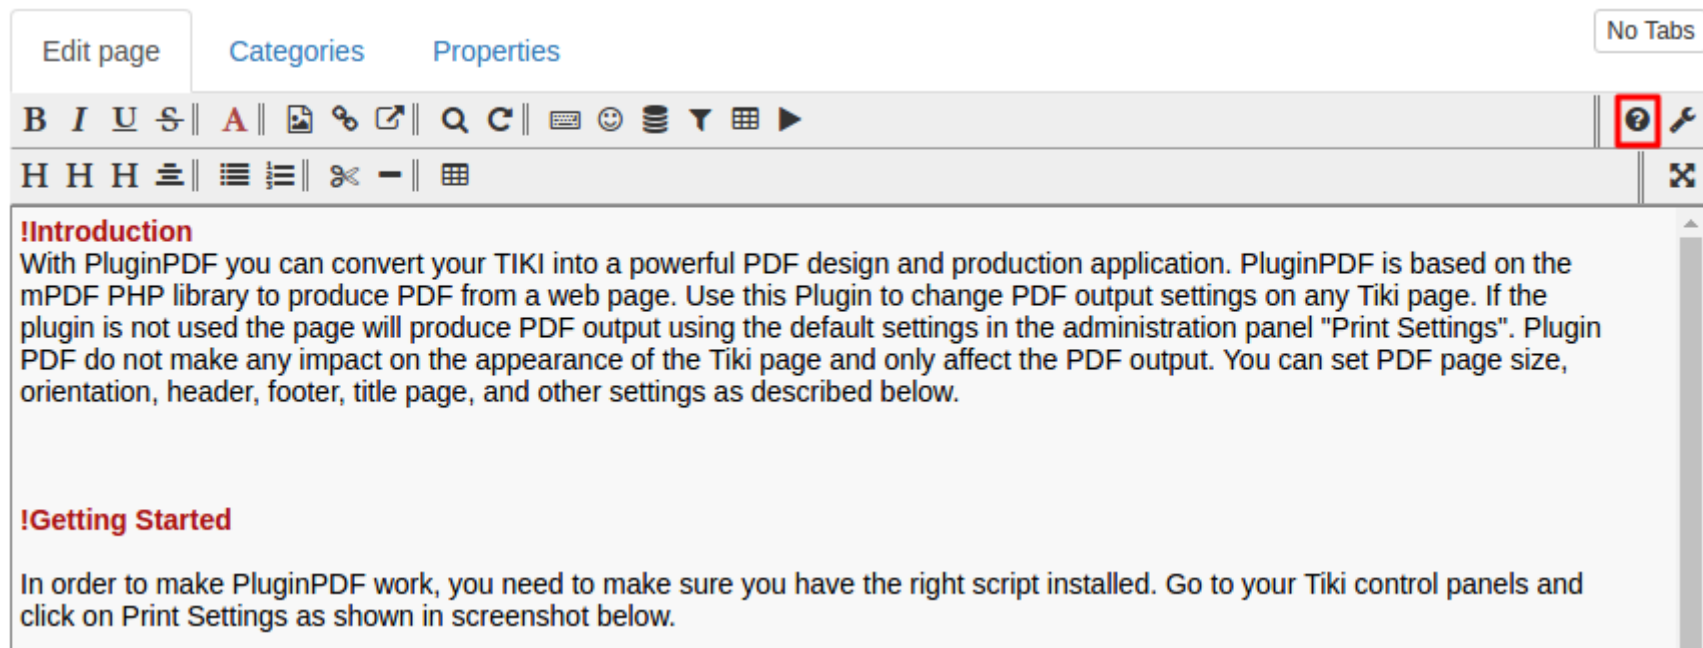 No Tabs
Edit page Categories Properties
B I U S A
H H H
!Introduction
With PluginPDF you can convert your TIKI into a powerful PDF design and production application. PluginPDF is based on the
mPDF PHP library to produce PDF from a web page. Use this Plugin to change PDF output settings on any Tiki page. If the
plugin is not used the page will produce PDF output using the default settings in the administration panel "Print Settings". Plugin
PDF do not make any impact on the appearance of the Tiki page and only affect the PDF output. You can set PDF page size,
orientation, header, footer, title page, and other settings as described below.
!Getting Started
In order to make PluginPDF work, you need to make sure you have the right script installed. Go to your Tiki control panels and
click on Print Settings as shown in screenshot below.